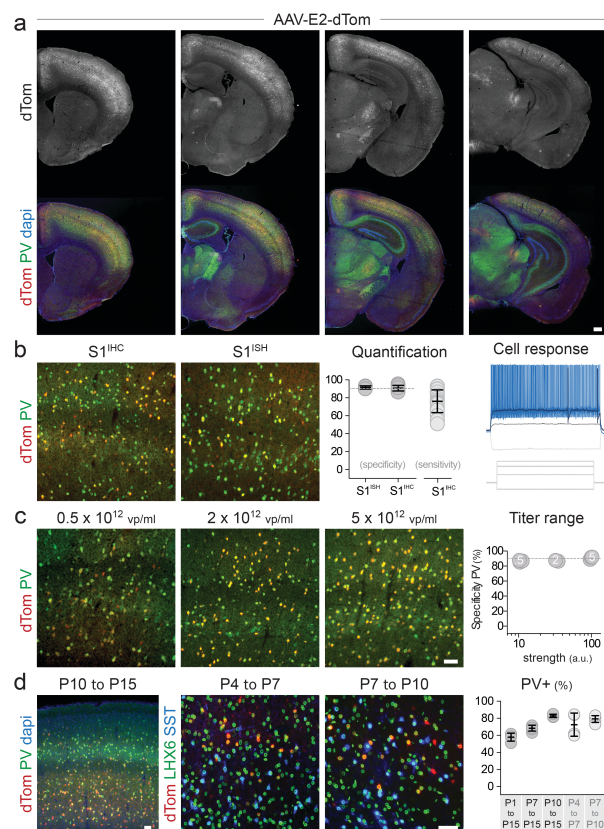 AAV-E2-dTom
a
dTom
dTom PV dapi
b
S1ᴵᴴᶜ
S1ᴵˢᴴ
Quantification
Cell response
dTom PV
100
80
60
40
20
0
(specificity)
(sensitivity)
S1ᴵˢᴴ
S1ᴵᴴᶜ
S1ᴵᴴᶜ
c
0.5 x 10¹² vp/ml
2 x 10¹² vp/ml
5 x 10¹² vp/ml
Titer range
dTom PV
Specificity PV (%)
100
80
60
40
20
0
5
2
5
10
100
strength (a.u.)
d
P10 to P15
P4 to P7
P7 to P10
PV+ (%)
dTom PV dapi
dTom LHX6 SST
100
80
60
40
20
0
P1 to P15
P7 to P15
P10 to P15
P4 to P7
P7 to P10